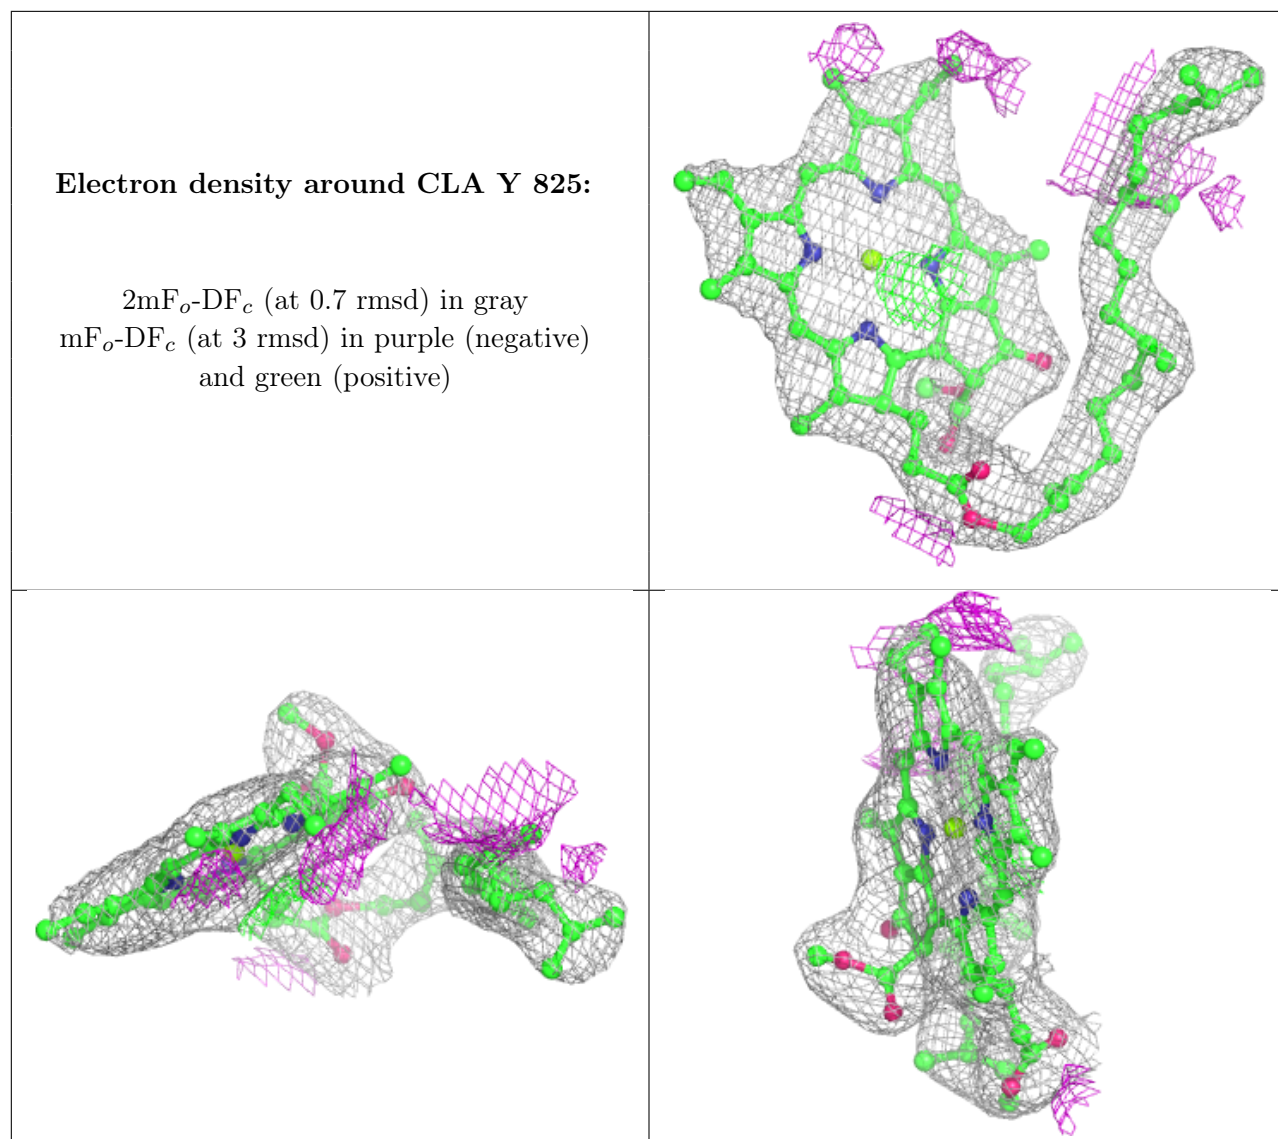 Electron density around CLA Y 825:
2mFo-DFc (at 0.7 rmsd) in gray
mFo-DFc (at 3 rmsd) in purple (negative)
and green (positive)